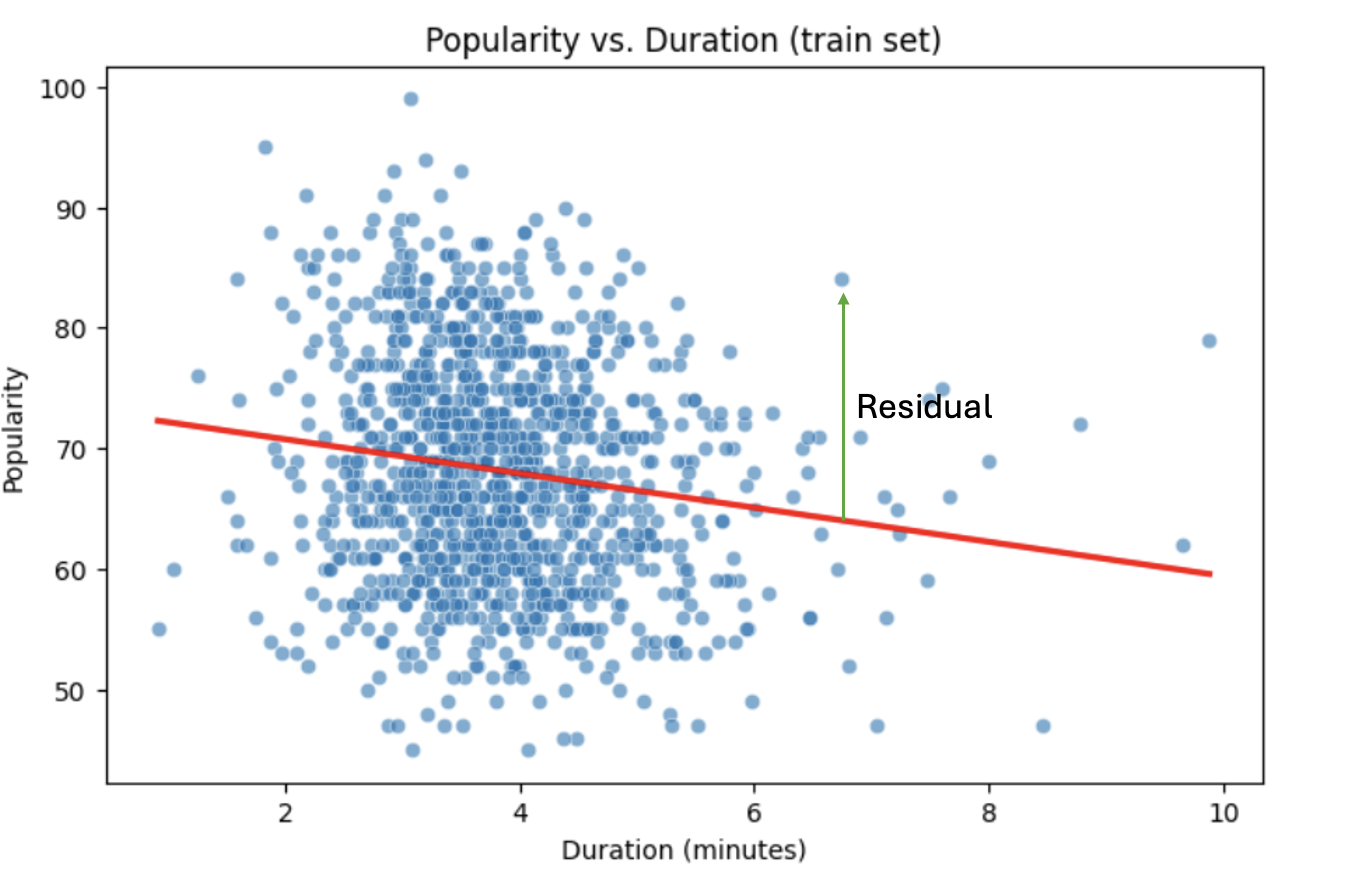 Popularity vs. Duration (train set)
100
90
80
70
60
50
Popularity
Residual
2 4 6 8 10
Duration (minutes)